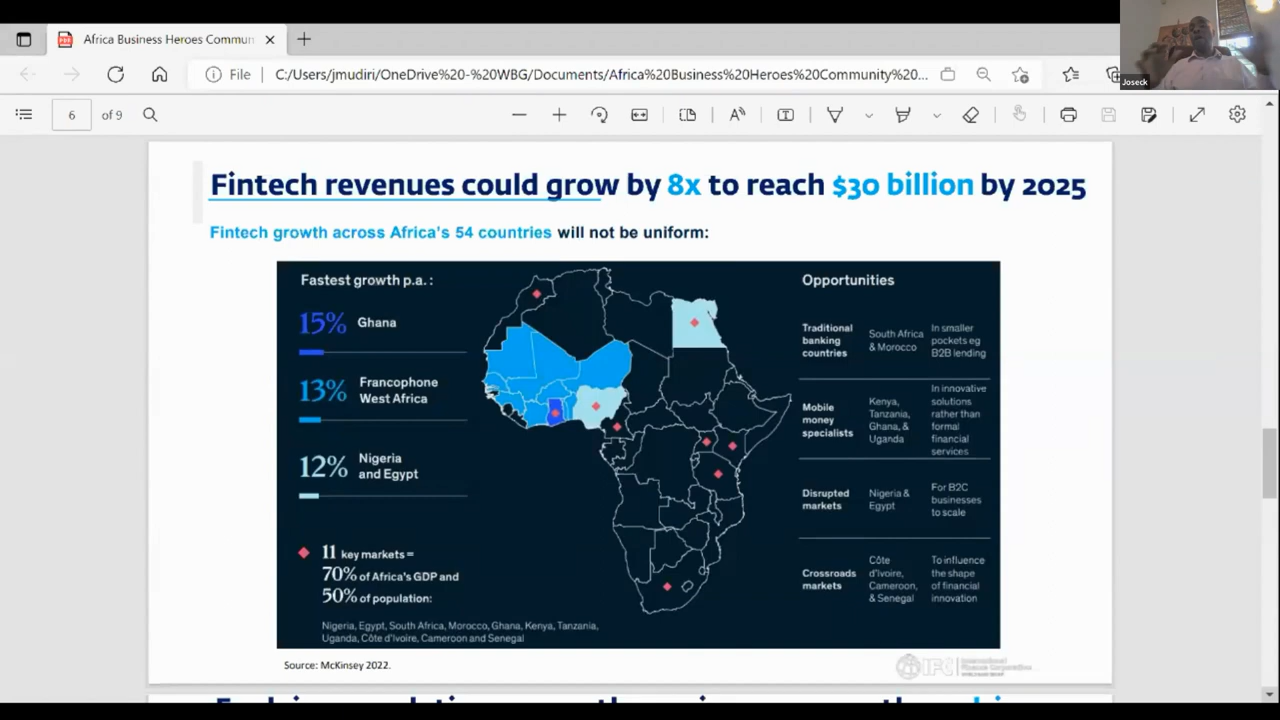 Africa Business Heroes Commun
File
C:/Users/jmudiri/OneDrive%20-%20WBG/Documents/Africa%20Business%20Heroes%20Community%20...
Joseck
6 of 9
Fintech revenues could grow by 8x to reach $30 billion by 2025
Fintech growth across Africa's 54 countries will not be uniform:
Fastest growth p.a.:
15% Ghana
13% Francophone
West Africa
12% Nigeria
and Egypt
11 key markets =
70% of Africa's GDP and
50% of population:
Nigeria, Egypt, South Africa, Morocco, Ghana, Kenya, Tanzania,
Uganda, Côte d'Ivoire, Cameroon and Senegal
Opportunities
Traditional
banking
countries
South Africa
& Morocco
In smaller
pockets eg
B2B lending
Mobile
money
specialists
Kenya,
Tanzania,
Ghana, &
Uganda
In innovative
solutions
rather than
formal
financial
services
Disrupted
markets
Nigeria &
Egypt
For B2C
businesses
to scale
Crossroads
markets
Côte
d'Ivoire,
Cameroon,
& Senegal
To influence
the shape
of financial
innovation
Source: McKinsey 2022.
IFC International
Finance Corporation